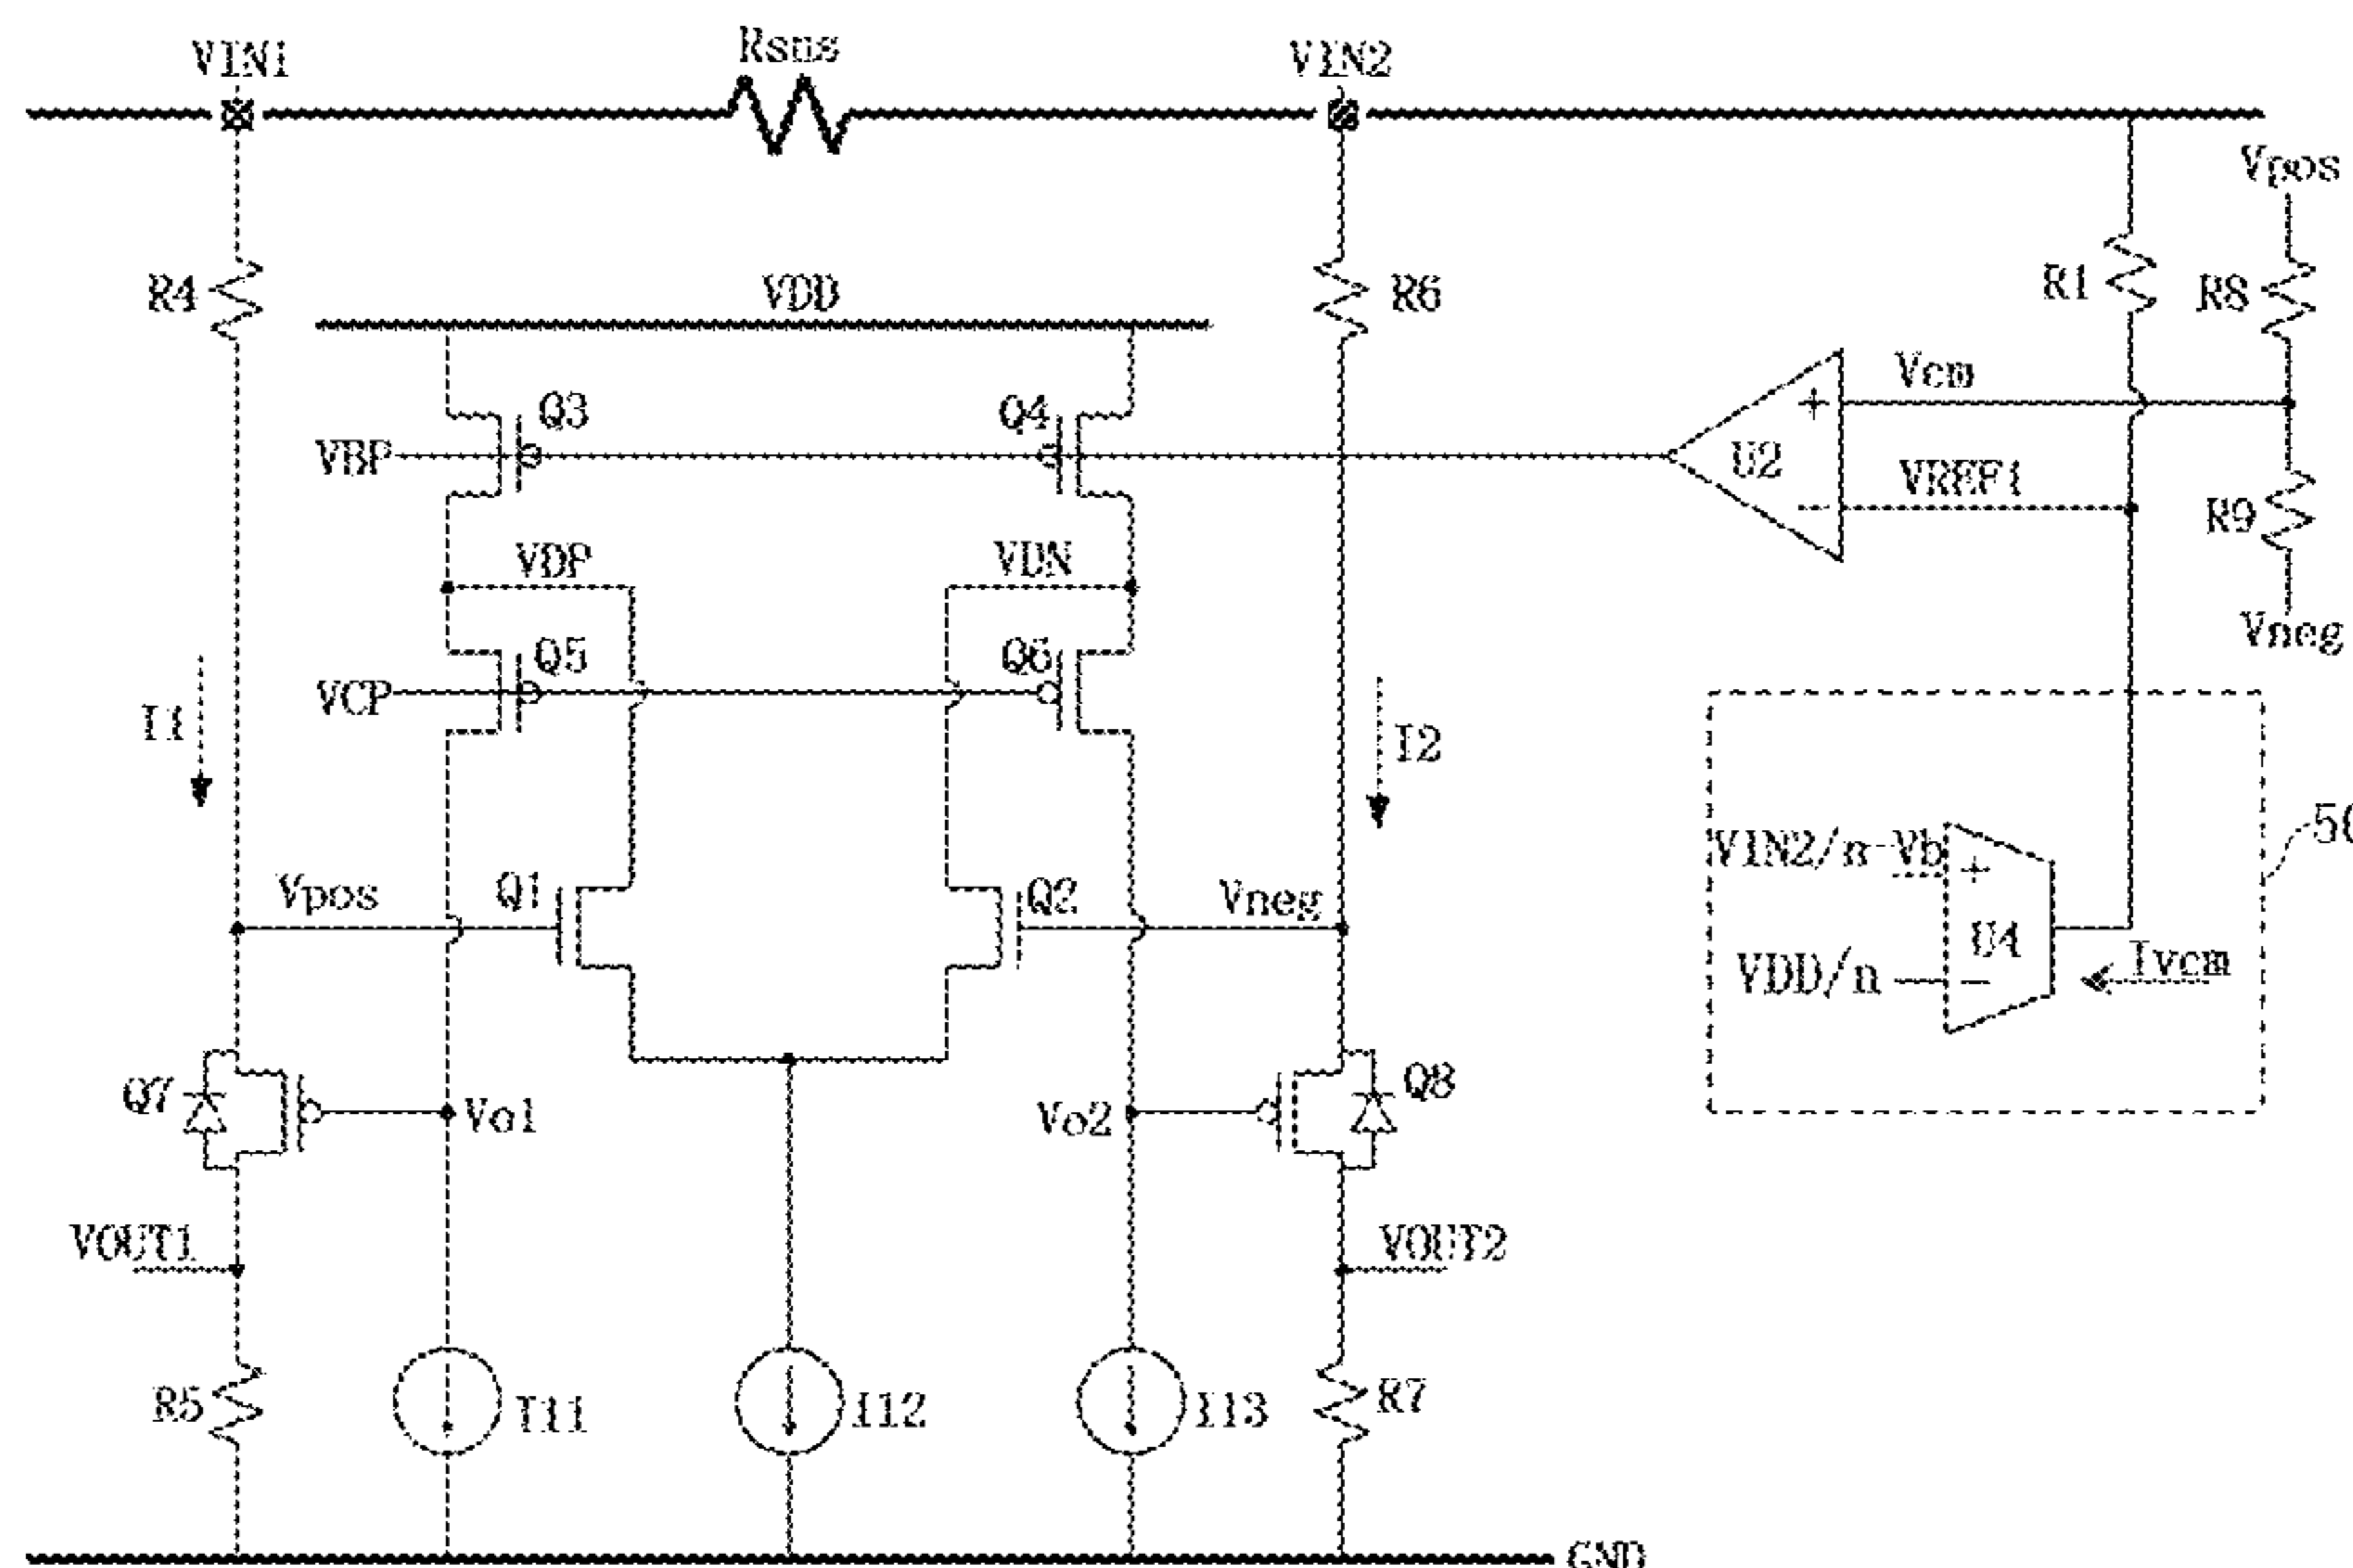 VIN1
Rsns
VIN2
Vpos
R4
VDD
R6
R1
R8
Vcm
Q3
Q4
VBP
U2
VREF1
R9
VDP
VDN
Vneg
Q5
Q6
VCP
I1
I2
VIN2/n-Vb
+
U4
VDD/n
-
Ivcm
Vpos
Q1
Q2
Vneg
Q7
Vo1
Vo2
Q8
VOUT1
VOUT2
R5
I11
I12
I13
R7
GND